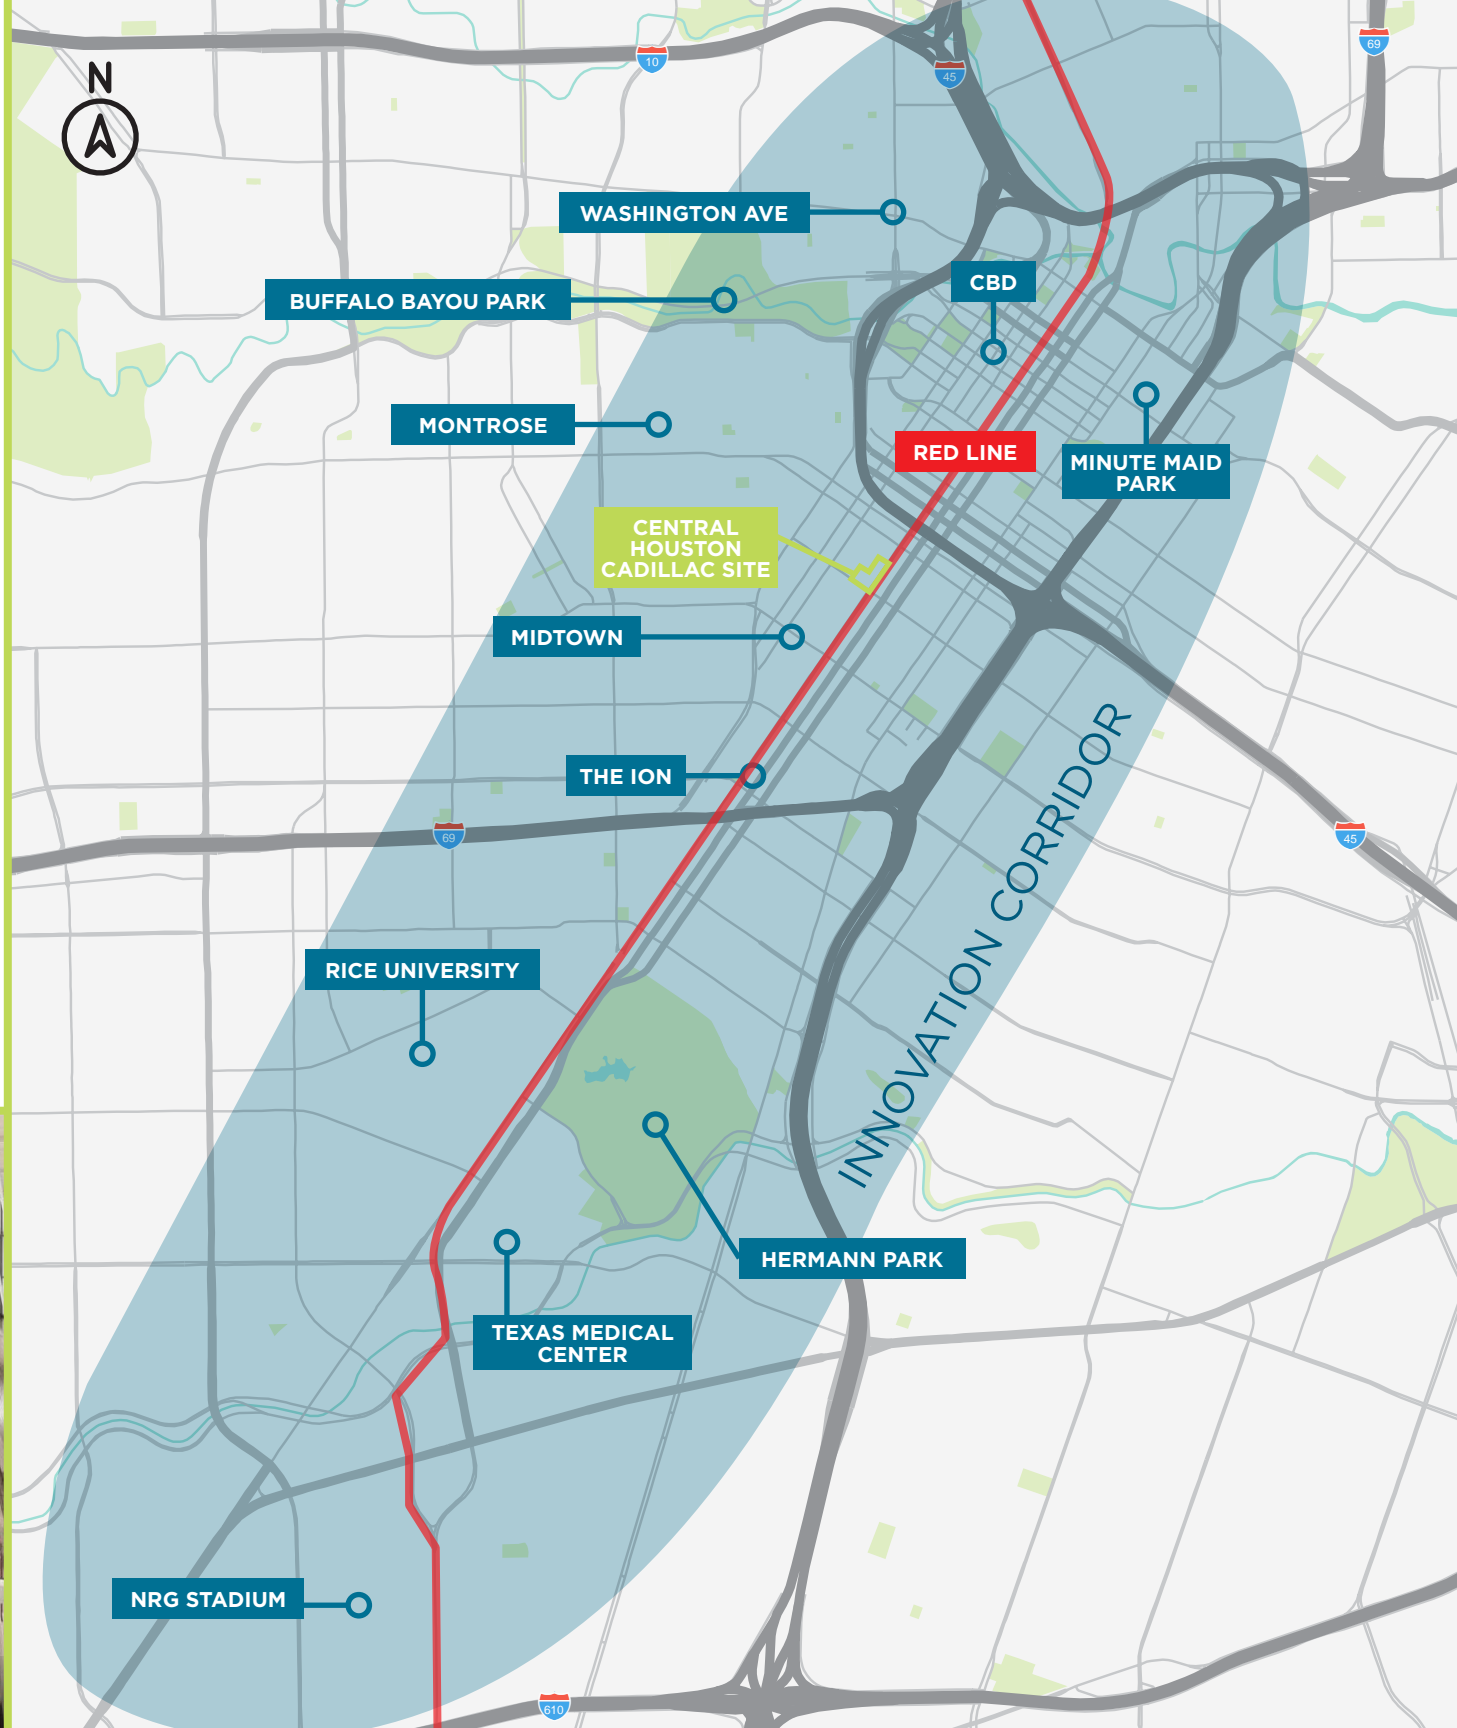 10
45
69
N
WASHINGTON AVE
CBD
BUFFALO BAYOU PARK
MONTROSE
RED LINE
MINUTE MAID
PARK
CENTRAL
HOUSTON
CADILLAC SITE
MIDTOWN
THE ION
69
45
INNOVATION CORRIDOR
RICE UNIVERSITY
HERMANN PARK
TEXAS MEDICAL
CENTER
NRG STADIUM
610